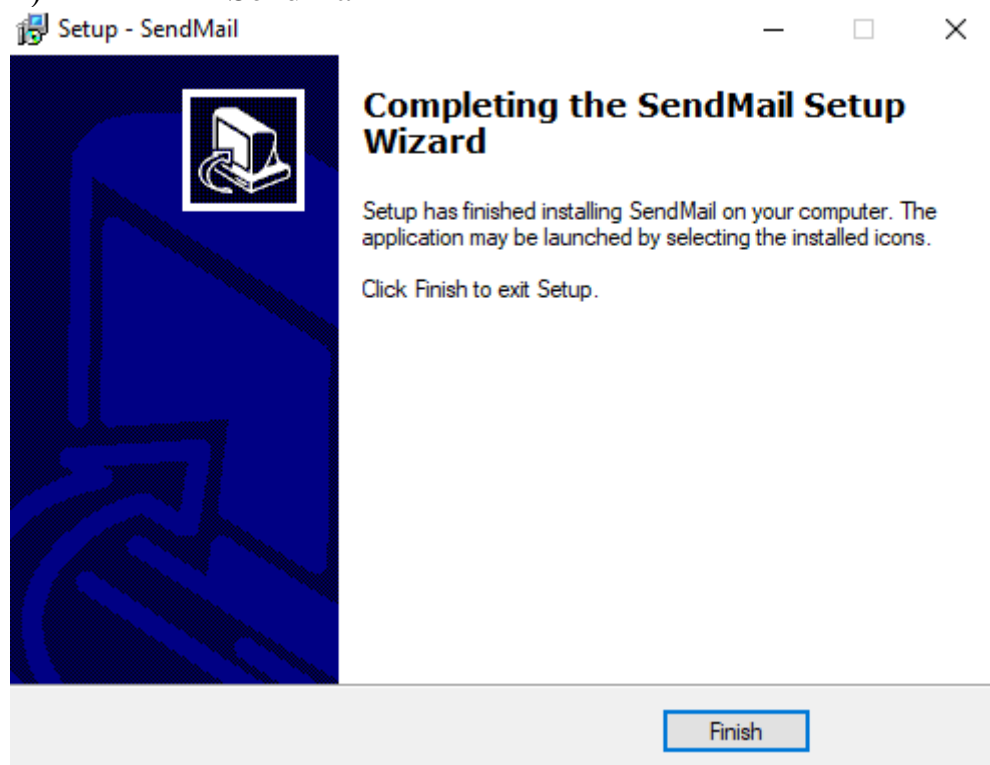 Setup - SendMail
Completing the SendMail Setup
Wizard
Setup has finished installing SendMail on your computer. The
application may be launched by selecting the installed icons.
Click Finish to exit Setup.
Finish